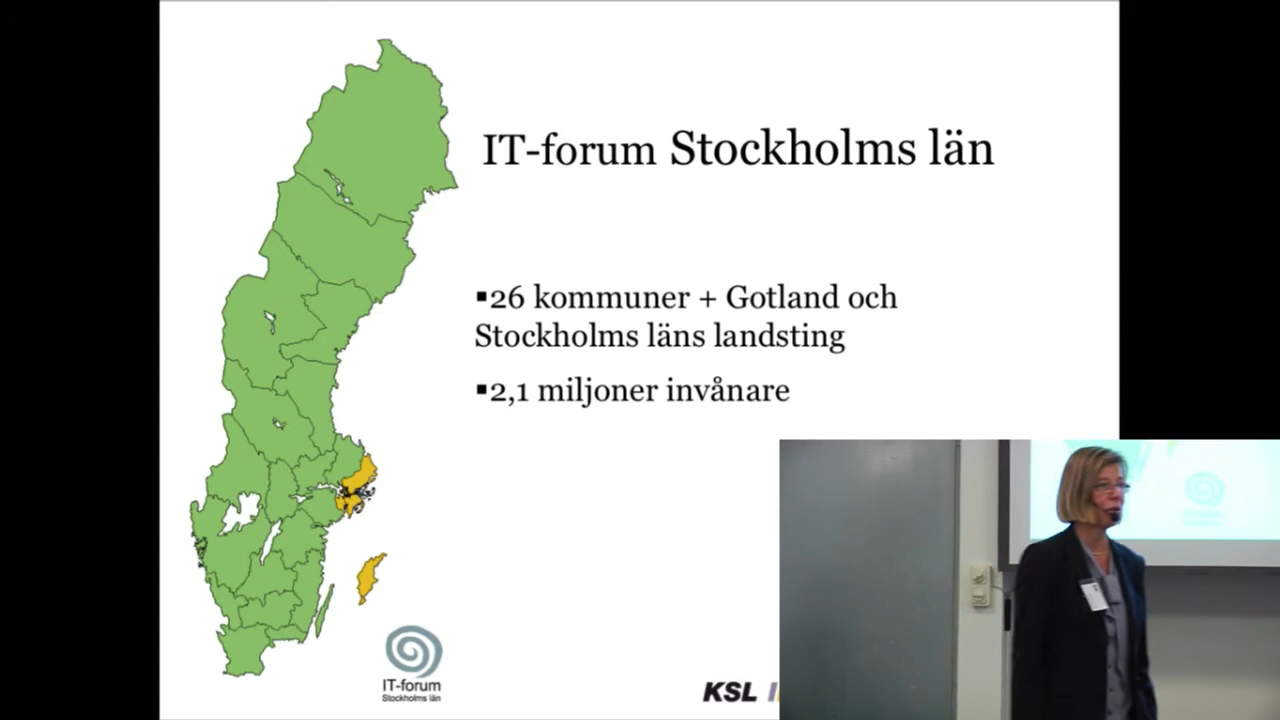 IT-forum Stockholms län
▪26 kommuner + Gotland och
Stockholms läns landsting
▪2,1 miljoner invånare
IT-forum
Stockholms län
KSL